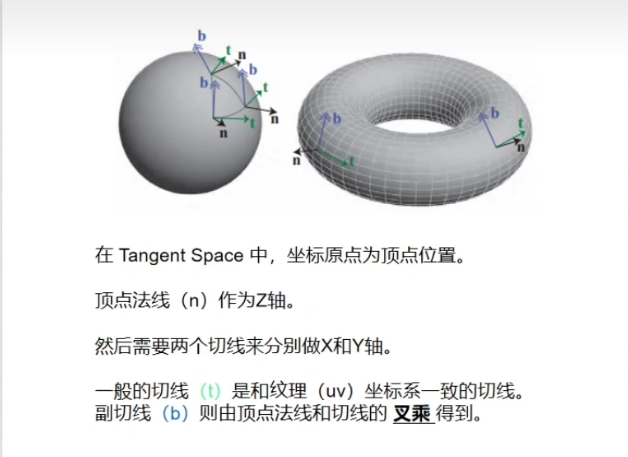 b
t
n
b
b
t
t
n
n
b
b
t
n
n
t
在 Tangent Space 中，坐标原点为顶点位置。
顶点法线（n）作为Z轴。
然后需要两个切线来分别做X和Y轴。
一般的切线（t）是和纹理（uv）坐标系一致的切线。
副切线（b）则由顶点法线和切线的 叉乘 得到。